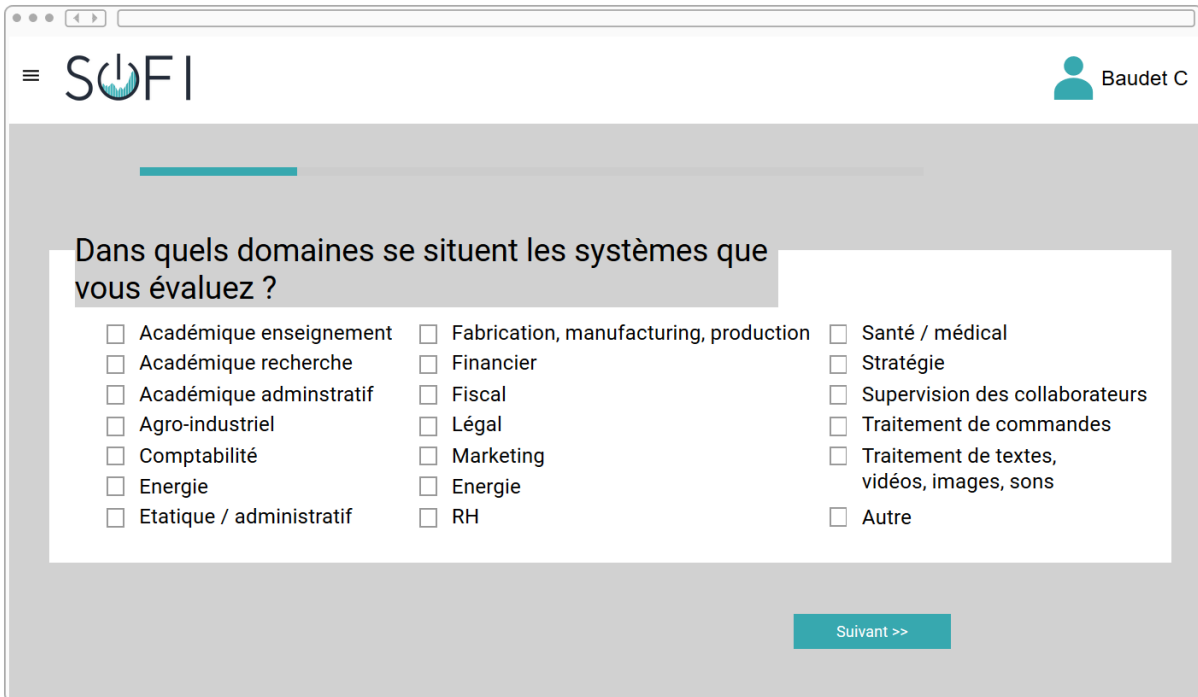 SOFI
Baudet C
Dans quels domaines se situent les systèmes que
vous évaluez ?
Académique enseignement
Académique recherche
Académique adminstratif
Agro-industriel
Comptabilité
Energie
Etatique / administratif
Fabrication, manufacturing, production
Financier
Fiscal
Légal
Marketing
Energie
RH
Santé / médical
Stratégie
Supervision des collaborateurs
Traitement de commandes
Traitement de textes,
vidéos, images, sons
Autre
Suivant >>